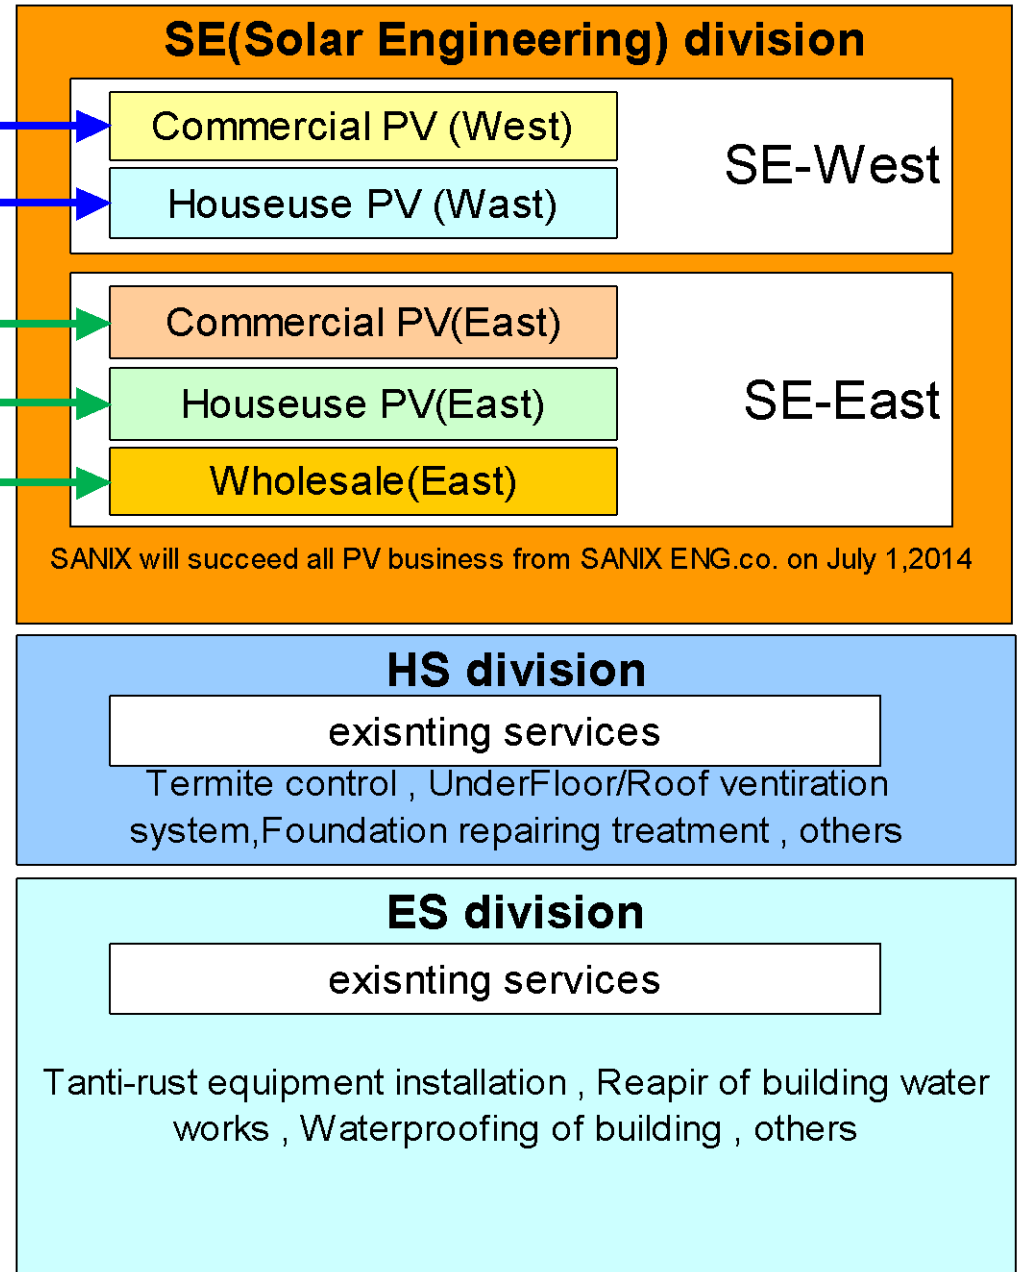 SE(Solar Engineering) division
Commercial PV (West)
SE-West
Houseuse PV (Wast)
Commercial PV(East)
Houseuse PV(East)
SE-East
Wholesale(East)
SANIX will succeed all PV business from SANIX ENG.co. on July 1,2014
HS division
exisnting services
Termite control , UnderFloor/Roof ventiration
system,Foundation repairing treatment , others
ES division
exisnting services
Tanti-rust equipment installation , Reapir of building water
works , Waterproofing of building , others